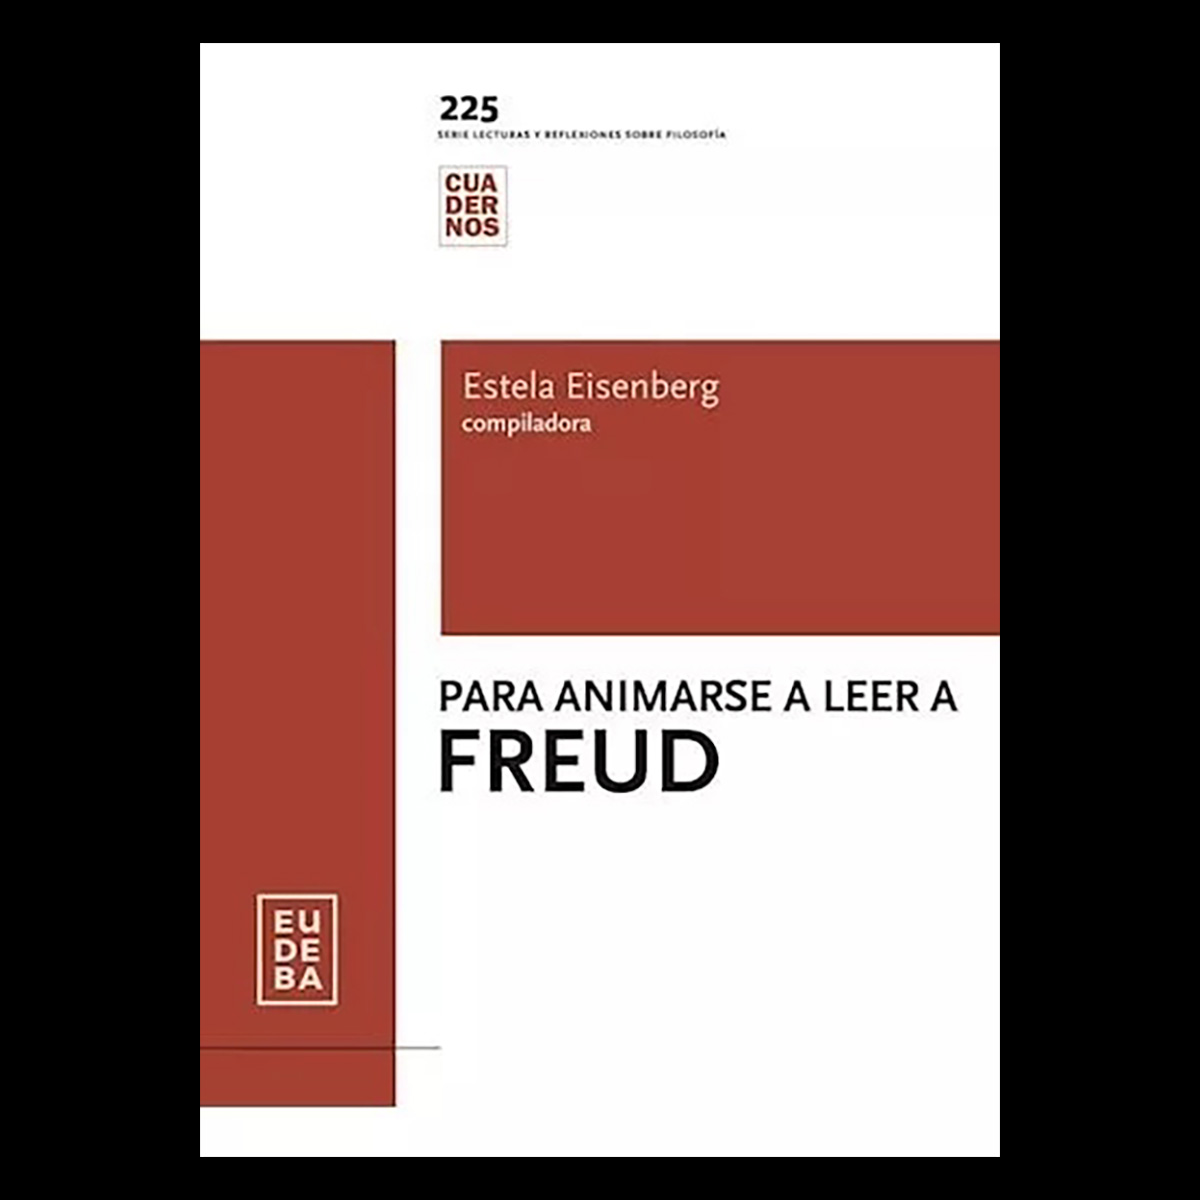 225
SERIE LECTURAS Y REFLEXIONES SOBRE FILOSOFÍA
CUA
DER
NOS
Estela Eisenberg
compiladora
PARA ANIMARSE A LEER A
FREUD
EU
DE
BA